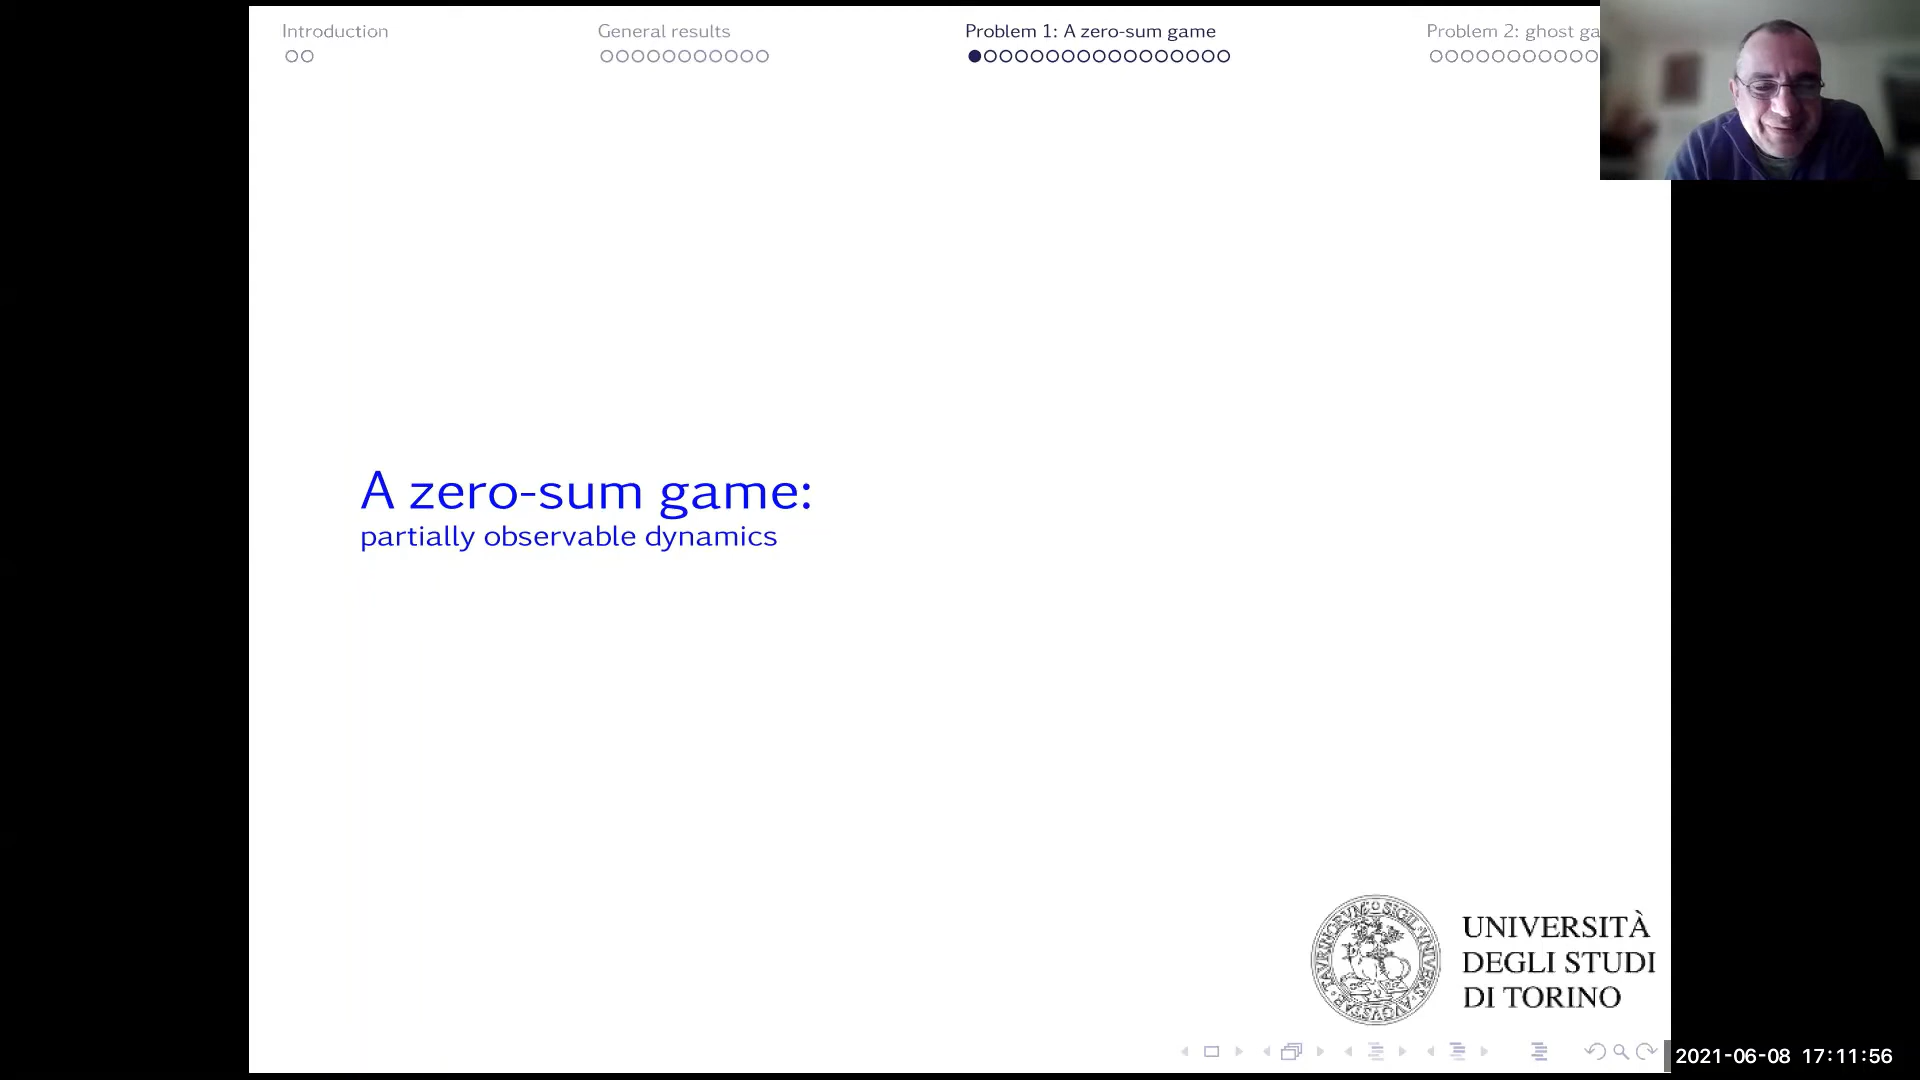 Introduction
General results
Problem 1: A zero-sum game
Problem 2: ghost ga
A zero-sum game:
partially observable dynamics
UNIVERSITÀ
DEGLI STUDI
DI TORINO
2021-06-08 17:11:56